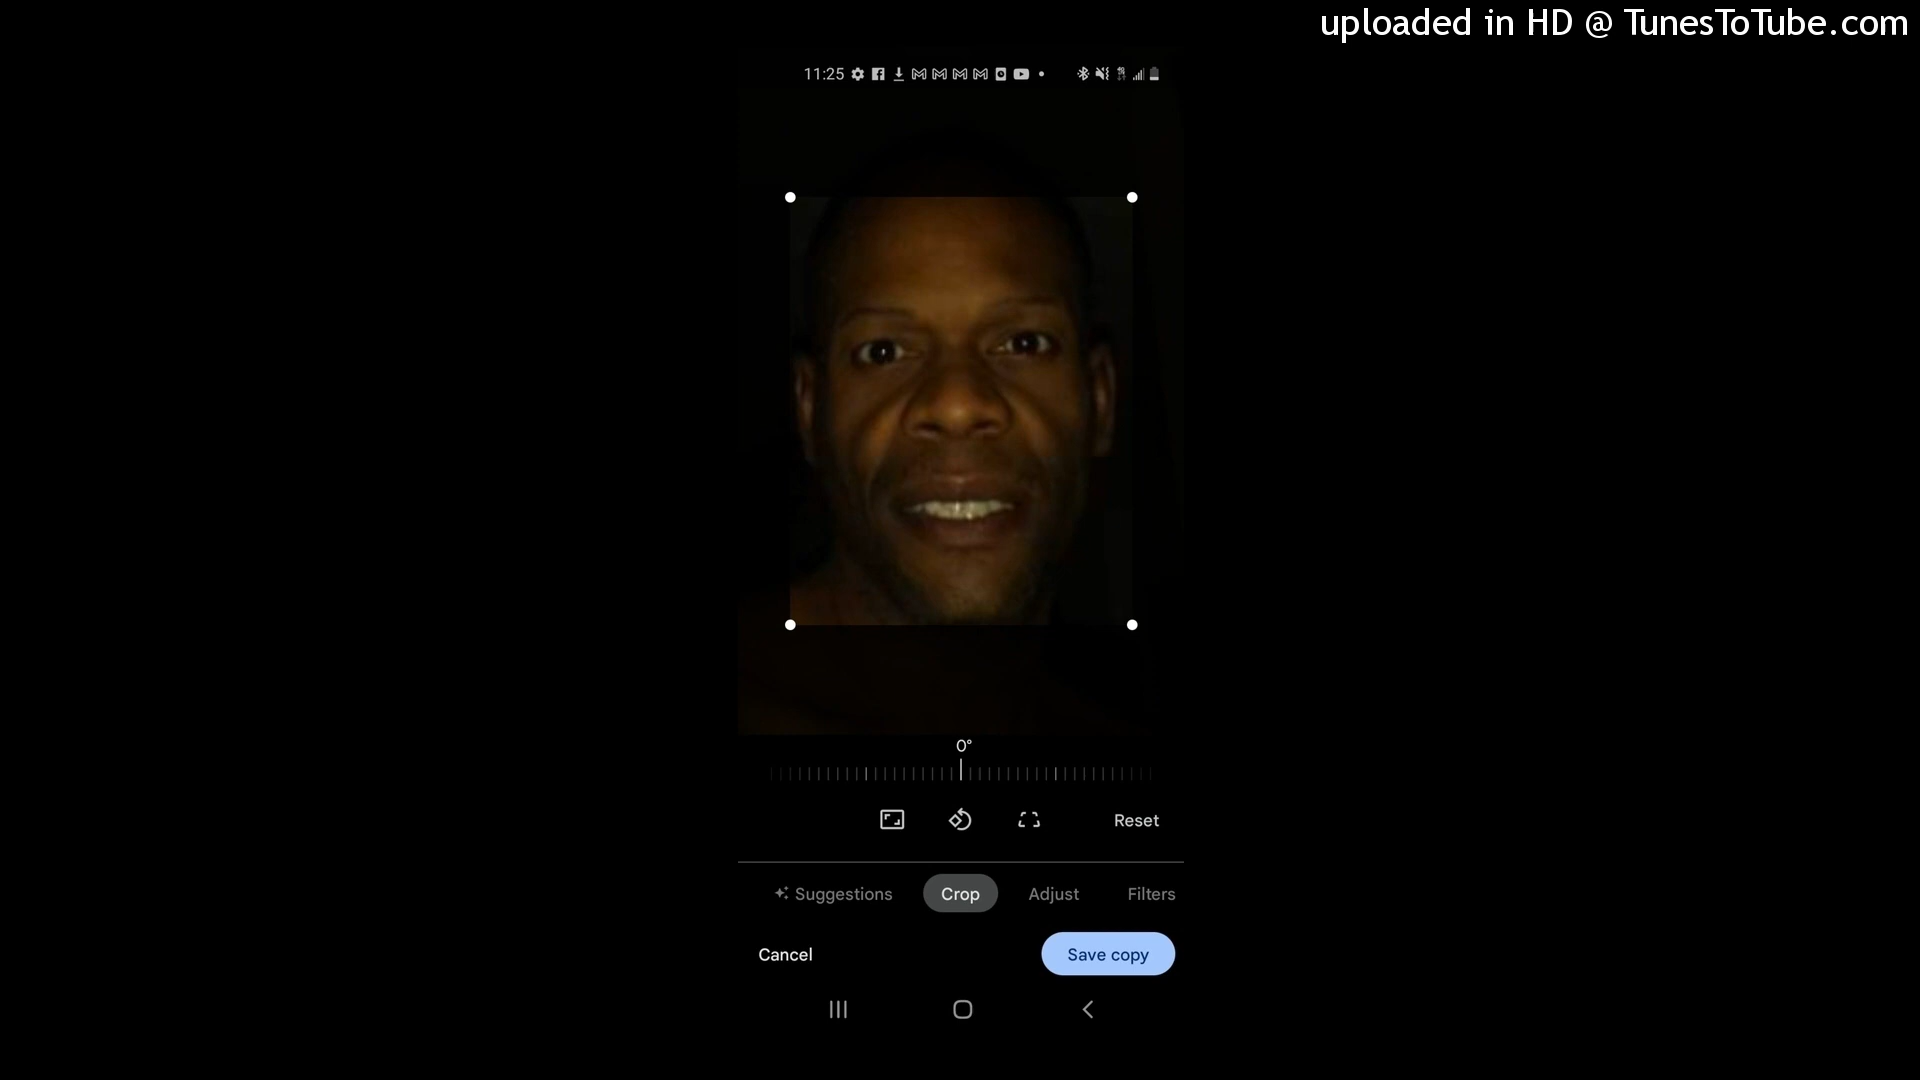 uploaded in HD @ TunesToTube.com
11:25
0°
Reset
Suggestions Crop Adjust Filters
Cancel Save copy